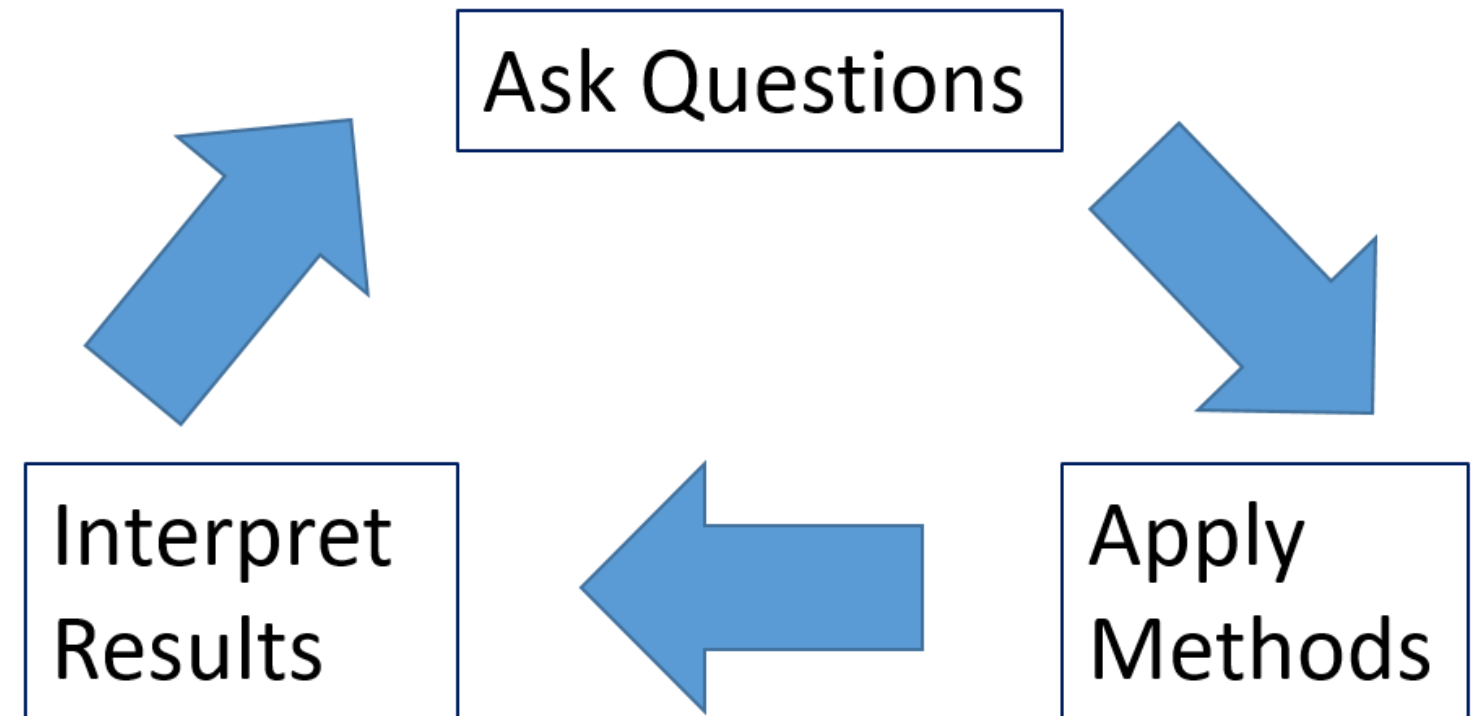 Ask Questions
Interpret
Results
Apply
Methods